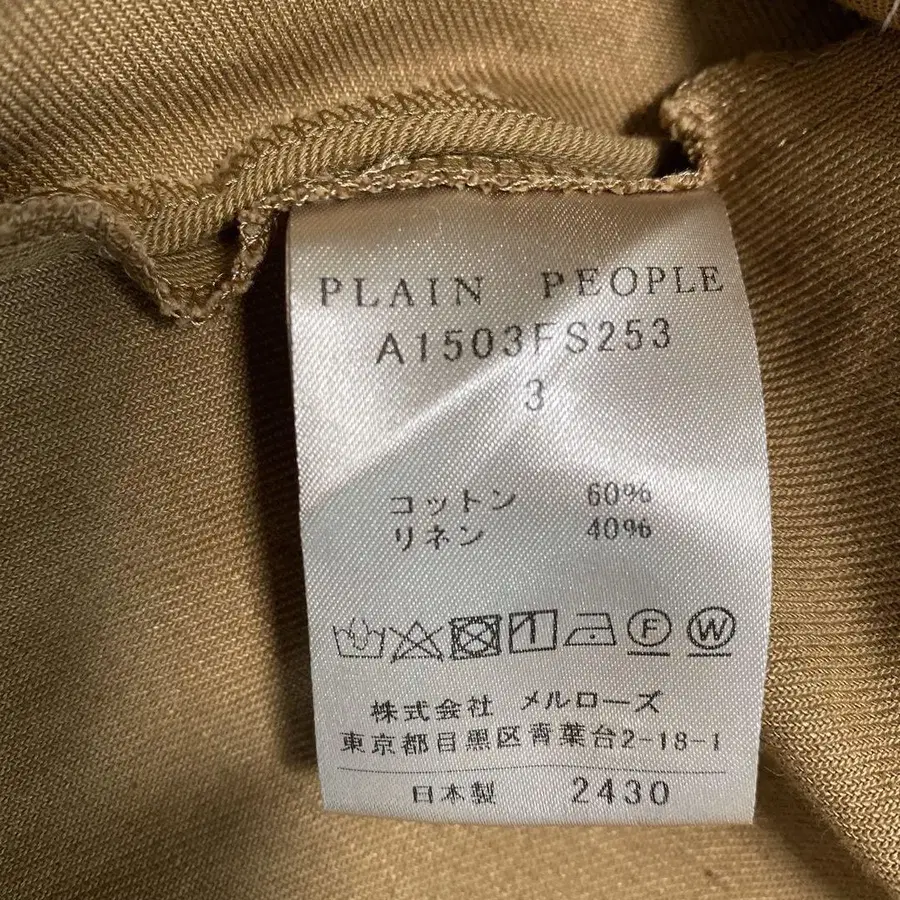 PLAIN PEOPLE
A1503FS253
3
コットン 60%
リネン 40%
1 F W
株式会社 メルローズ
東京都目黒区青葉台2-18-1
日本製 2430